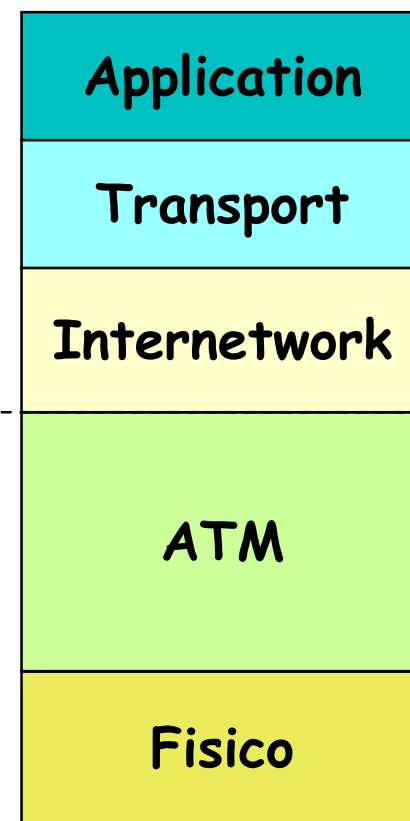 Application
Transport
Internetwork
ATM
Fisico